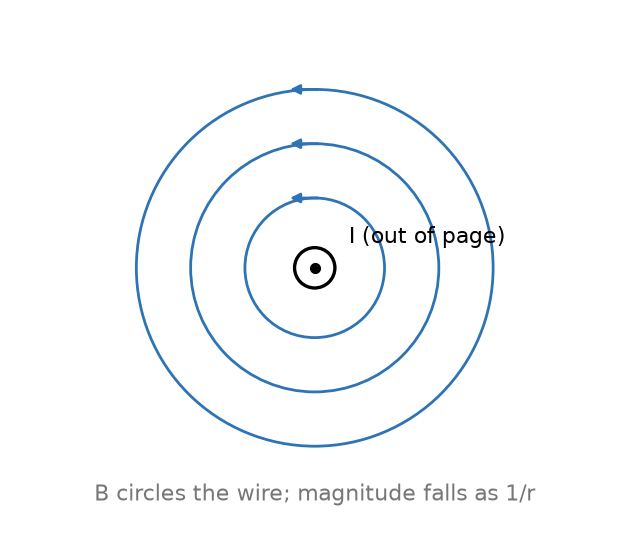 I (out of page)
B circles the wire; magnitude falls as 1/r